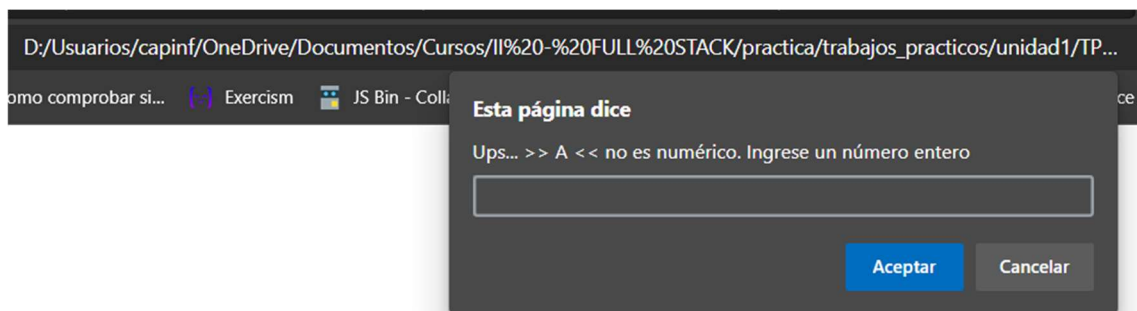 D:/Usuarios/capinf/OneDrive/Documentos/Cursos/II%20-%20FULL%20STACK/practica/trabajos_practicos/unidad1/TP...
omo comprobar si... Exercism JS Bin - Colla ce
Esta página dice
Ups... >> A << no es numérico. Ingrese un número entero
Aceptar Cancelar